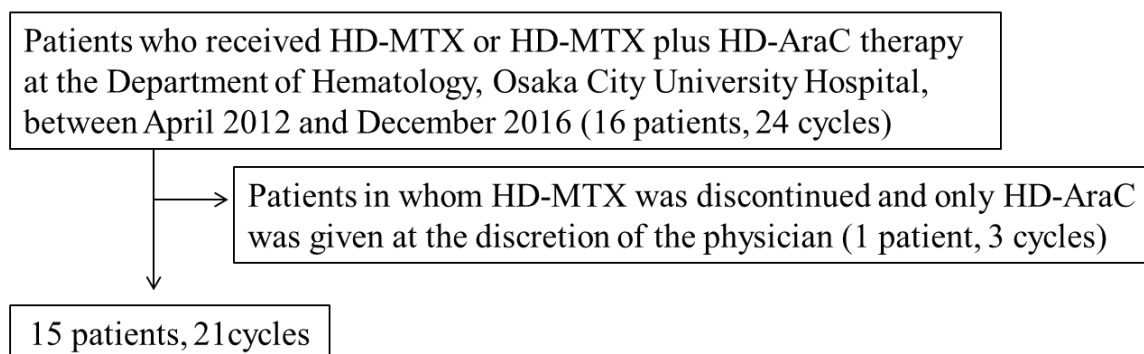 Patients who received HD-MTX or HD-MTX plus HD-AraC therapy
at the Department of Hematology, Osaka City University Hospital,
between April 2012 and December 2016 (16 patients, 24 cycles)
Patients in whom HD-MTX was discontinued and only HD-AraC
was given at the discretion of the physician (1 patient, 3 cycles)
15 patients, 21cycles